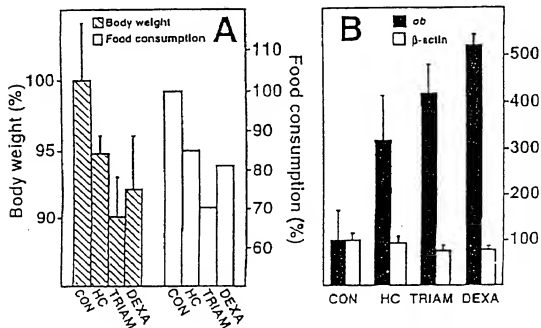 Body weight
Food consumption
A
Body weight (%)
100
95
90
110
100
90
80
70
60
Food consumption (%)
CON
HC
TRIAM
DEXA
CON
HC
TRIAM
DEXA
B
ob
β-actin
500
400
300
200
100
CON HC TRIAM DEXA